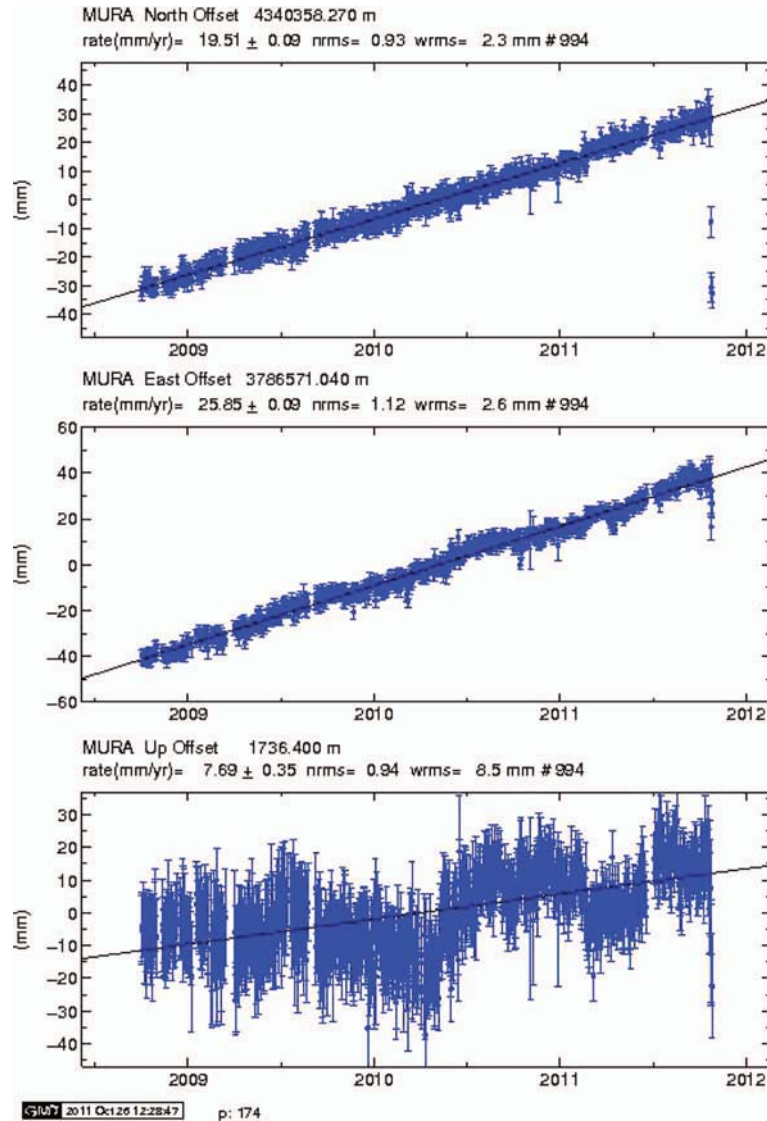 MURA North Offset 4340358.270 m
rate(mm/yr)= 19.51 ± 0.09 nrms= 0.93 wrms= 2.3 mm # 994
40
30
20
10
0
−10
−20
−30
−40
(mm)
2009 2010 2011 2012
MURA East Offset 3786571.040 m
rate(mm/yr)= 25.85 ± 0.09 nrms= 1.12 wrms= 2.6 mm # 994
60
40
20
0
−20
−40
−60
(mm)
2009 2010 2011 2012
MURA Up Offset 1736.400 m
rate(mm/yr)= 7.69 ± 0.35 nrms= 0.94 wrms= 8.5 mm # 994
30
20
10
0
−10
−20
−30
−40
(mm)
2009 2010 2011 2012
GMT 2011 Oct 26 12:28:47 p: 174